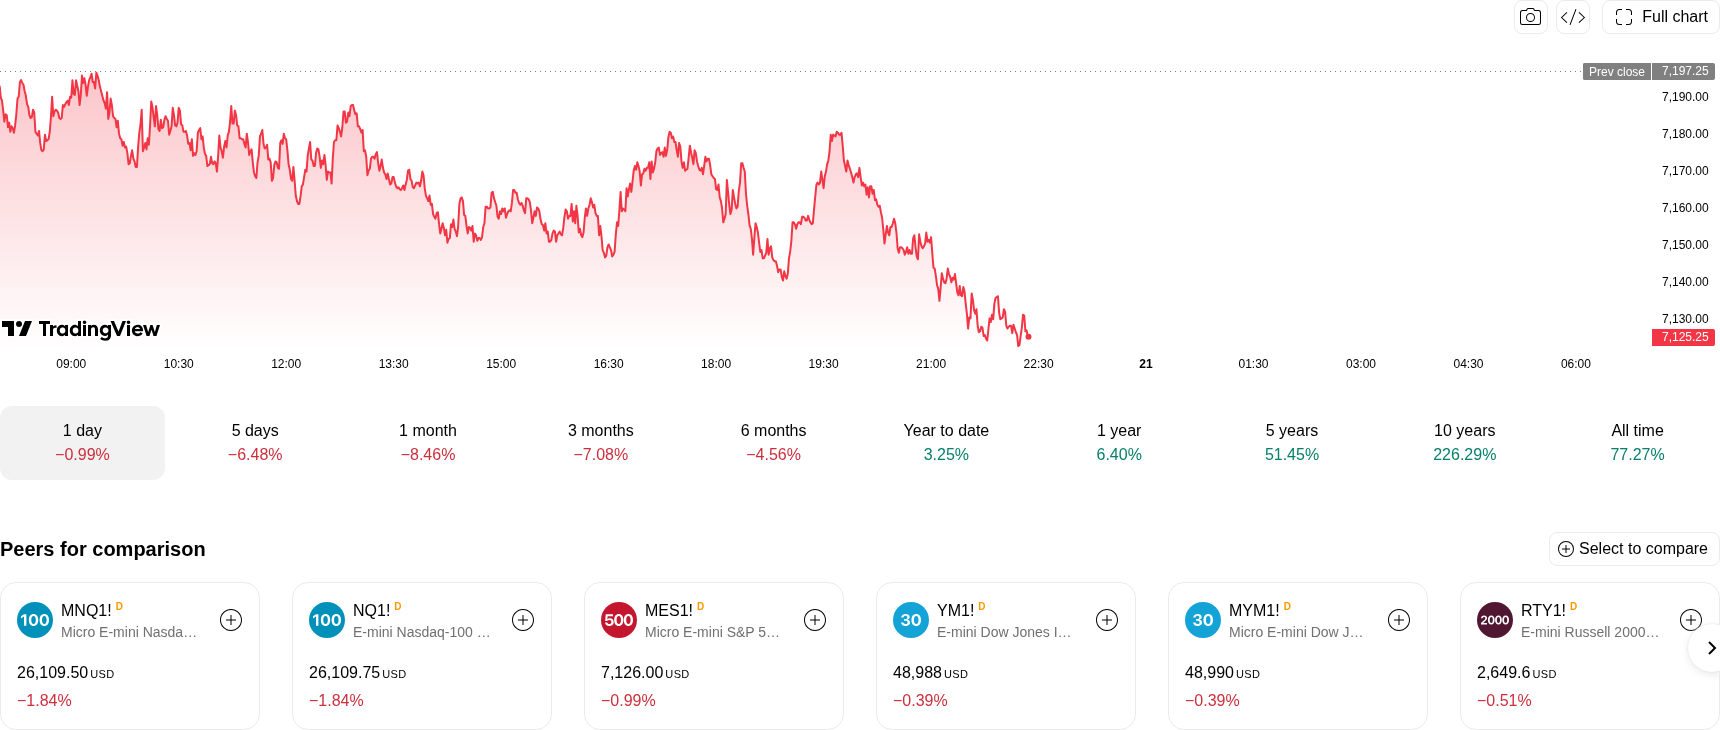 Full chart
Prev close 7,197.25
7,190.00
7,180.00
7,170.00
7,160.00
7,150.00
7,140.00
7,130.00
7,125.25
TradingView
09:00 10:30 12:00 13:30 15:00 16:30 18:00 19:30 21:00 22:30 21 01:30 03:00 04:30 06:00
1 day 5 days 1 month 3 months 6 months Year to date 1 year 5 years 10 years All time
−0.99% −6.48% −8.46% −7.08% −4.56% 3.25% 6.40% 51.45% 226.29% 77.27%
Peers for comparison
Select to compare
100 MNQ1! D
Micro E-mini Nasda…
26,109.50 USD
−1.84%
100 NQ1! D
E-mini Nasdaq-100 …
26,109.75 USD
−1.84%
500 MES1! D
Micro E-mini S&P 5…
7,126.00 USD
−0.99%
30 YM1! D
E-mini Dow Jones I…
48,988 USD
−0.39%
30 MYM1! D
Micro E-mini Dow J…
48,990 USD
−0.39%
2000 RTY1! D
E-mini Russell 2000…
2,649.6 USD
−0.51%